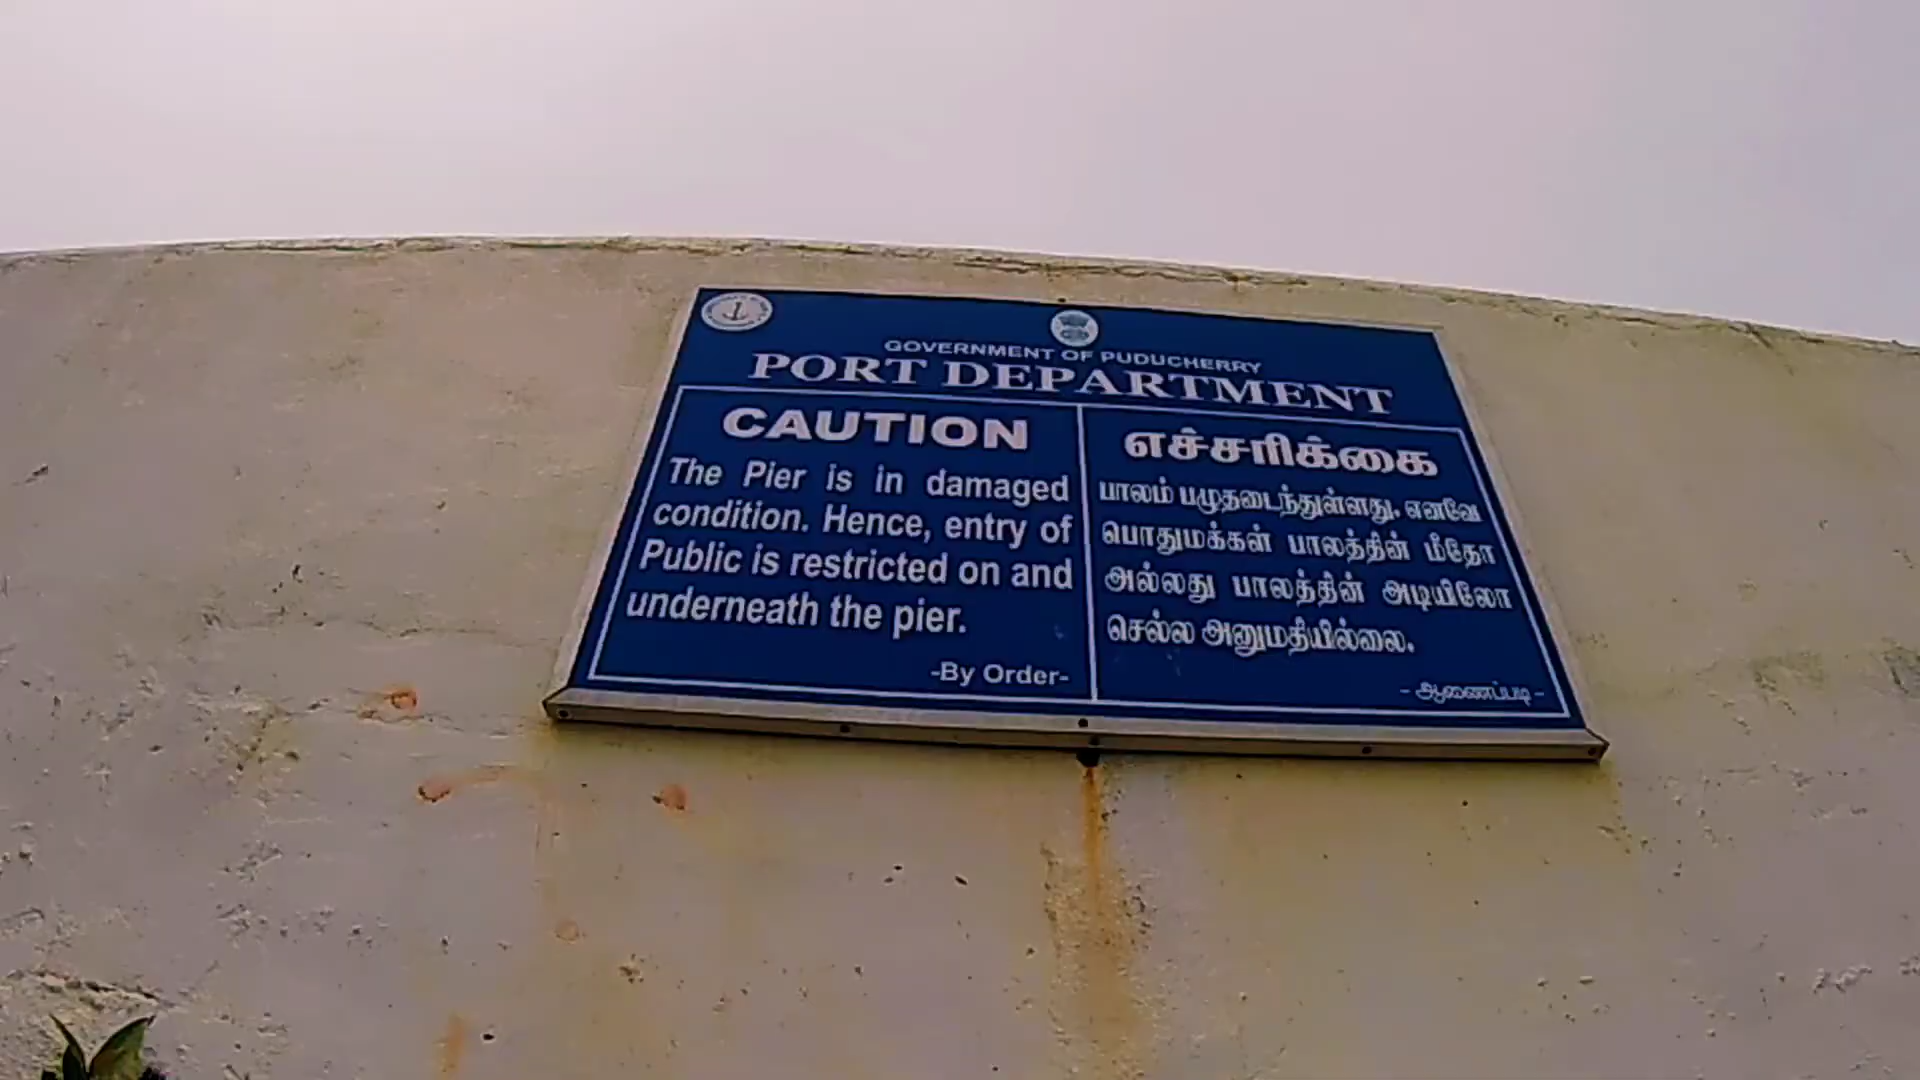 GOVERNMENT OF PUDUCHERRY
PORT DEPARTMENT
CAUTION
The Pier is in damaged
condition. Hence, entry of
Public is restricted on and
underneath the pier.
-By Order-
எச்சரிக்கை
பாலம் பழுதடைந்துள்ளது. எனவே
பொதுமக்கள் பாலத்தின் மீதோ
அல்லது பாலத்தின் அடியிலோ
செல்ல அனுமதியில்லை.
- ஆணைப்படி -